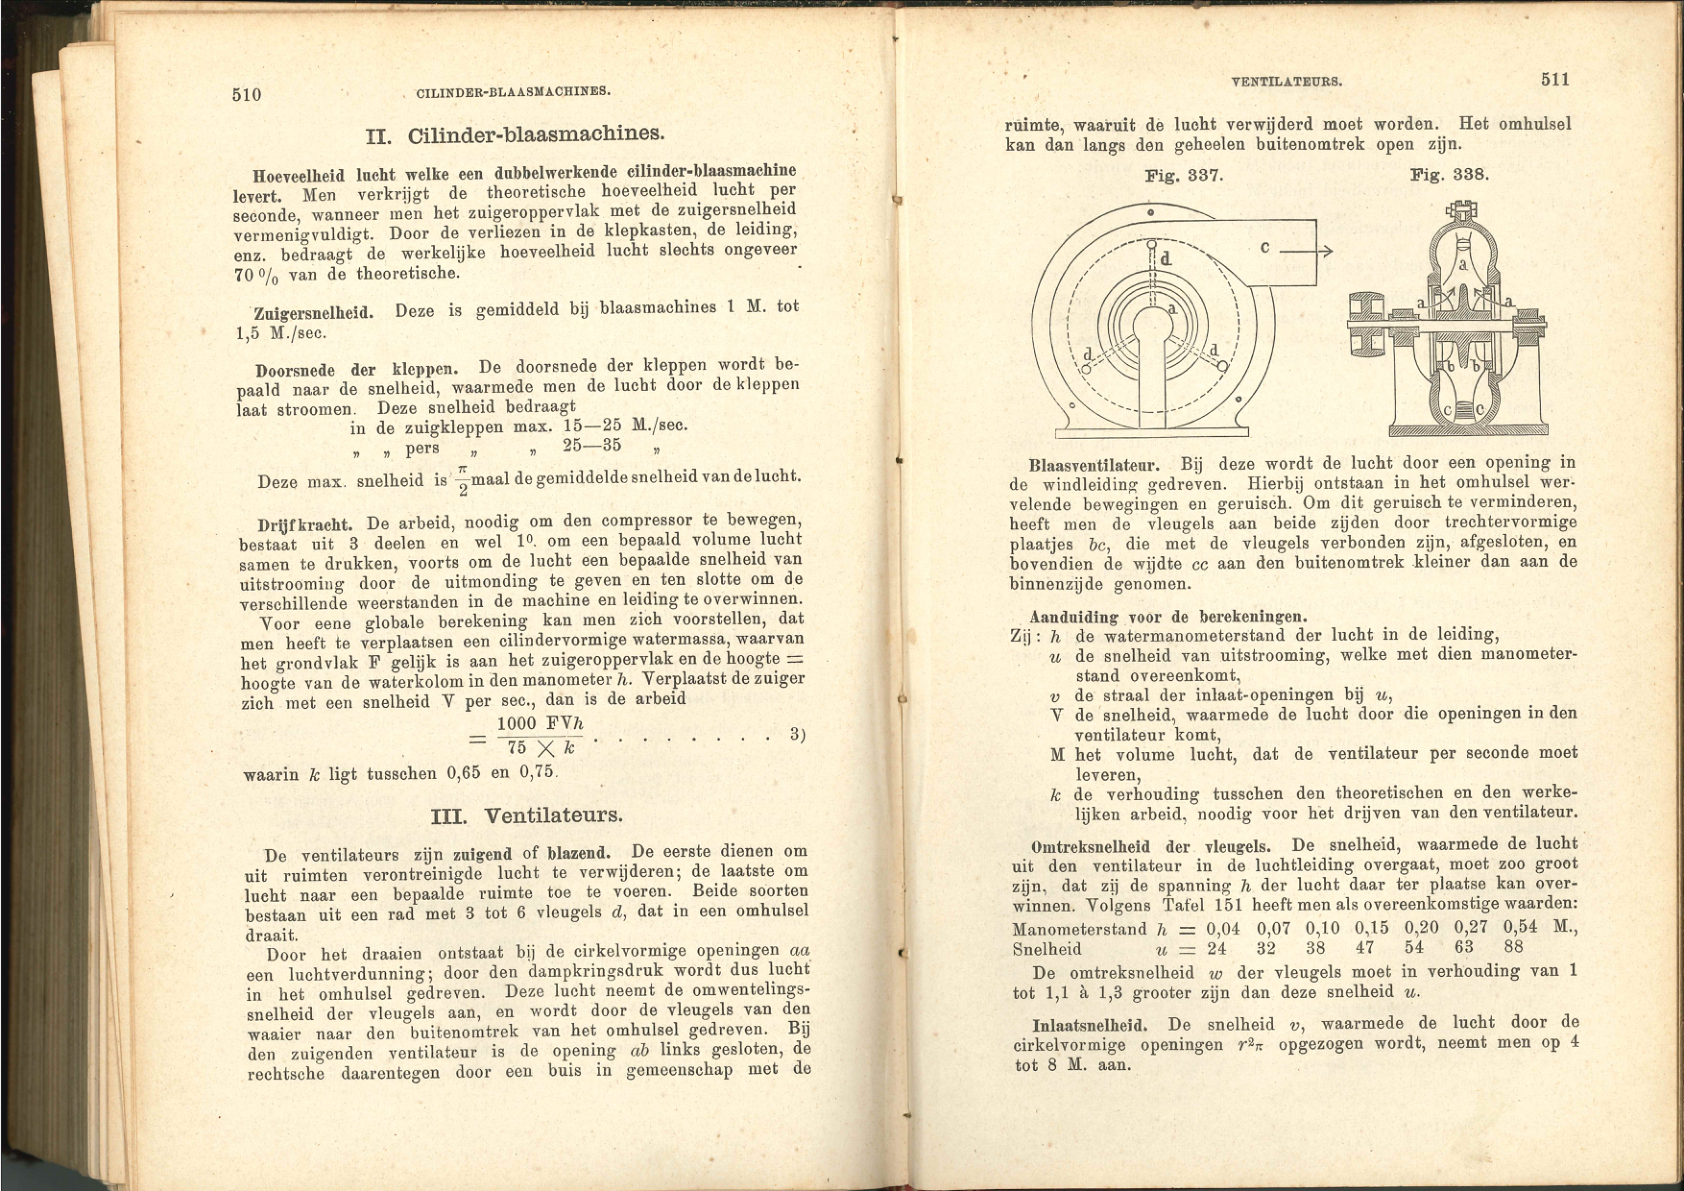 510
CILINDER-BLAASMACHINES.
II. Cilinder-blaasmachines.
Hoeveelheid lucht welke een dubbelwerkende cilinder-blaasmachine
levert. Men verkrijgt de theoretische hoeveelheid lucht per
seconde, wanneer men het zuigeroppervlak met de zuigersnelheid
vermenigvuldigt. Door de verliezen in de klepkasten, de leiding,
enz. bedraagt de werkelijke hoeveelheid lucht slechts ongeveer
70 % van de theoretische.
Zuigersnelheid. Deze is gemiddeld bij blaasmachines 1 M. tot
1,5 M./sec.
Doorsnede der kleppen. De doorsnede der kleppen wordt be-
paald naar de snelheid, waarmede men de lucht door de kleppen
laat stroomen. Deze snelheid bedraagt
in de zuigkleppen max. 15—25 M./sec.
„ „ pers „ „ 25—35 „
Deze max. snelheid is π/2 maal de gemiddelde snelheid van de lucht.
Drijfkracht. De arbeid, noodig om den compressor te bewegen,
bestaat uit 3 deelen en wel 1⁰. om een bepaald volume lucht
samen te drukken, voorts om de lucht een bepaalde snelheid van
uitstrooming door de uitmonding te geven en ten slotte om de
verschillende weerstanden in de machine en leiding te overwinnen.
Voor eene globale berekening kan men zich voorstellen, dat
men heeft te verplaatsen een cilindervormige watermassa, waarvan
het grondvlak F gelijk is aan het zuigeroppervlak en de hoogte =
hoogte van de waterkolom in den manometer h. Verplaatst de zuiger
zich met een snelheid V per sec., dan is de arbeid
= 1000 FVh / 75 × k . . . . . . . . . 3)
waarin k ligt tusschen 0,65 en 0,75.
III. Ventilateurs.
De ventilateurs zijn zuigend of blazend. De eerste dienen om
uit ruimten verontreinigde lucht te verwijderen; de laatste om
lucht naar een bepaalde ruimte toe te voeren. Beide soorten
bestaan uit een rad met 3 tot 6 vleugels d, dat in een omhulsel
draait.
Door het draaien ontstaat bij de cirkelvormige openingen aa
een luchtverdunning; door den dampkringsdruk wordt dus lucht
in het omhulsel gedreven. Deze lucht neemt de omwentelings-
snelheid der vleugels aan, en wordt door de vleugels van den
waaier naar den buitenomtrek van het omhulsel gedreven. Bij
den zuigenden ventilateur is de opening ab links gesloten, de
rechtsche daarentegen door een buis in gemeenschap met de
VENTILATEURS.
511
ruimte, waaruit de lucht verwijderd moet worden. Het omhulsel
kan dan langs den geheelen buitenomtrek open zijn.
Fig. 337.
Fig. 338.
c
d
a
d
d
a
a
a
b
b
c
c
Blaasventilateur. Bij deze wordt de lucht door een opening in
de windleiding gedreven. Hierbij ontstaan in het omhulsel wer-
velende bewegingen en geruisch. Om dit geruisch te verminderen,
heeft men de vleugels aan beide zijden door trechtervormige
plaatjes bc, die met de vleugels verbonden zijn, afgesloten, en
bovendien de wijdte cc aan den buitenomtrek kleiner dan aan de
binnenzijde genomen.
Aanduiding voor de berekeningen.
Zij: h de watermanometerstand der lucht in de leiding,
u de snelheid van uitstrooming, welke met dien manometer-
stand overeenkomt,
v de straal der inlaat-openingen bij u,
V de snelheid, waarmede de lucht door die openingen in den
ventilateur komt,
M het volume lucht, dat de ventilateur per seconde moet
leveren,
k de verhouding tusschen den theoretischen en den werke-
lijken arbeid, noodig voor het drijven van den ventilateur.
Omtreksnelheid der vleugels. De snelheid, waarmede de lucht
uit den ventilateur in de luchtleiding overgaat, moet zoo groot
zijn, dat zij de spanning h der lucht daar ter plaatse kan over-
winnen. Volgens Tafel 151 heeft men als overeenkomstige waarden:
Manometerstand h = 0,04 0,07 0,10 0,15 0,20 0,27 0,54 M.,
Snelheid u = 24 32 38 47 54 63 88
De omtreksnelheid w der vleugels moet in verhouding van 1
tot 1,1 à 1,3 grooter zijn dan deze snelheid u.
Inlaatsnelheid. De snelheid v, waarmede de lucht door de
cirkelvormige openingen r²π opgezogen wordt, neemt men op 4
tot 8 M. aan.